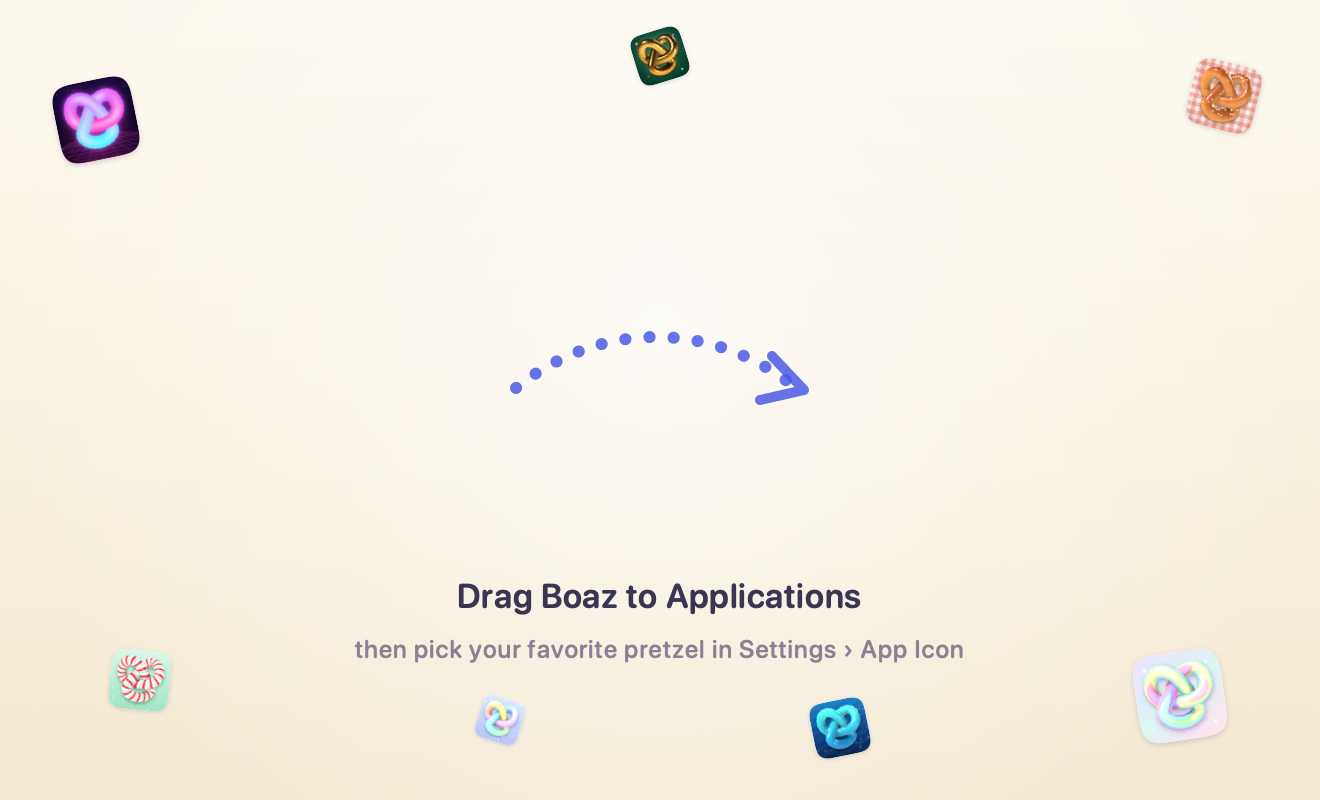 Drag Boaz to Applications
then pick your favorite pretzel in Settings › App Icon